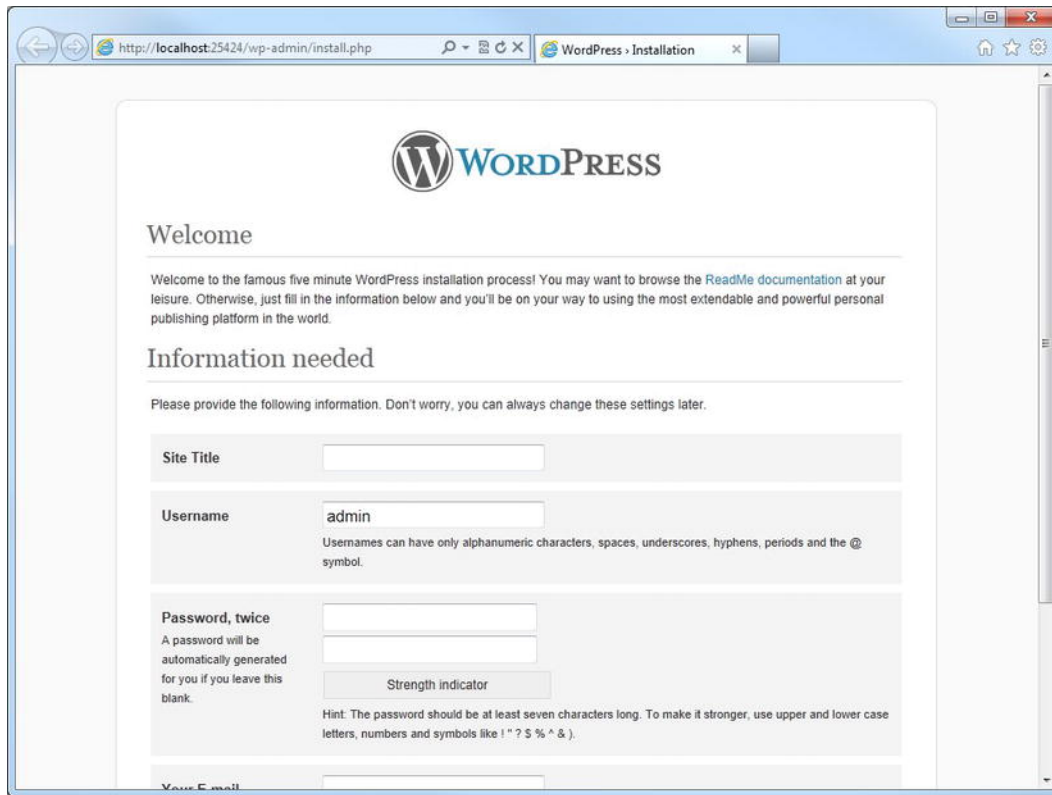 http://localhost:25424/wp-admin/install.php
WordPress › Installation
WORDPRESS
Welcome
Welcome to the famous five minute WordPress installation process! You may want to browse the ReadMe documentation at your
leisure. Otherwise, just fill in the information below and you'll be on your way to using the most extendable and powerful personal
publishing platform in the world.
Information needed
Please provide the following information. Don't worry, you can always change these settings later.
Site Title
Username
admin
Usernames can have only alphanumeric characters, spaces, underscores, hyphens, periods and the @
symbol.
Password, twice
A password will be
automatically generated
for you if you leave this
blank.
Strength indicator
Hint: The password should be at least seven characters long. To make it stronger, use upper and lower case
letters, numbers and symbols like ! " ? $ % ^ & ).
Your E-mail